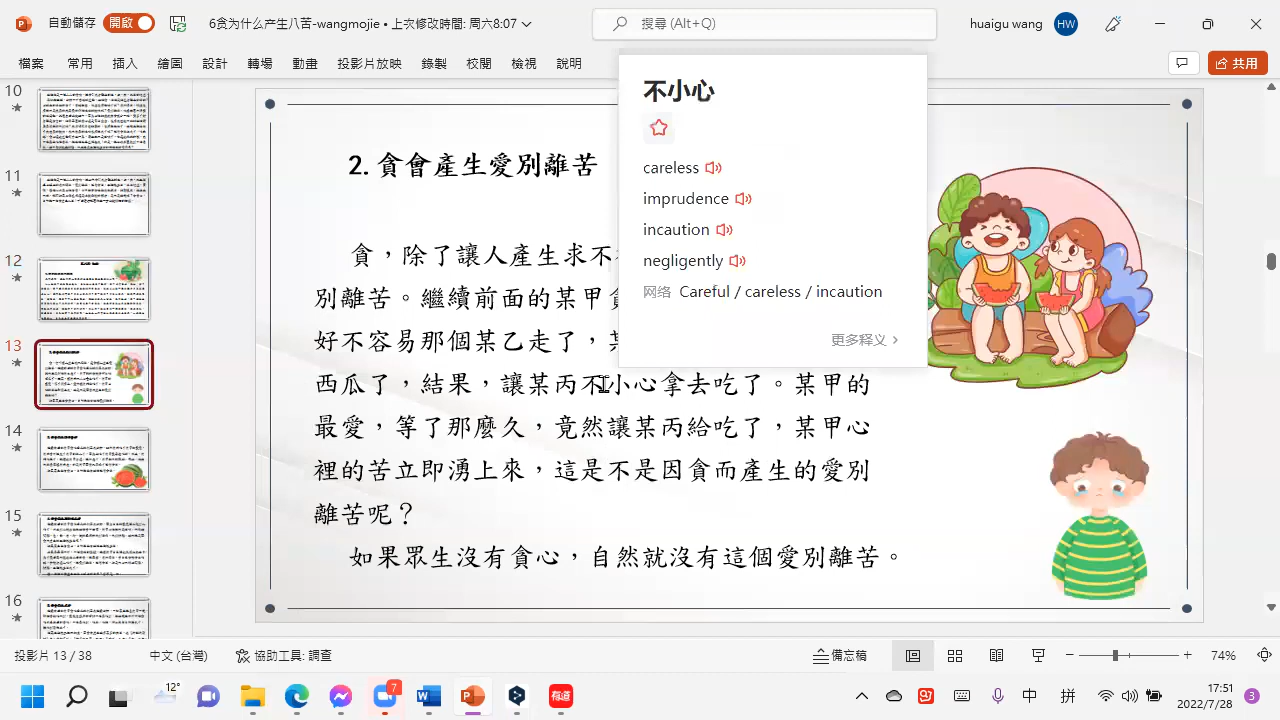 自動儲存 開啟 6贪为什么产生八苦-wangmojie • 上次修改時間: 周六8:07 搜尋 (Alt+Q) huaigu wang HW
檔案 常用 插入 繪圖 設計 轉場 動畫 投影片放映 錄製 校閱 檢視 說明 共用
不小心
careless
imprudence
incaution
negligently
网络 Careful / careless / incaution
更多释义
10
11
12
13
14
15
16
2. 貪會產生愛別離苦
貪，除了讓人產生求不
別離苦。繼續前面的某甲
好不容易那個某乙走了，
西瓜了，結果，讓某丙不小心拿去吃了。某甲的
最愛，等了那麼久，竟然讓某丙給吃了，某甲心
裡的苦立即湧上來，這是不是因貪而產生的愛別
離苦呢？
如果眾生沒有貪心，自然就沒有這個愛別離苦。
投影片 13 / 38 中文 (台灣) 協助工具: 調查 備忘稿 74%
12° 7 有道 中 拼 17:51
2022/7/28 3